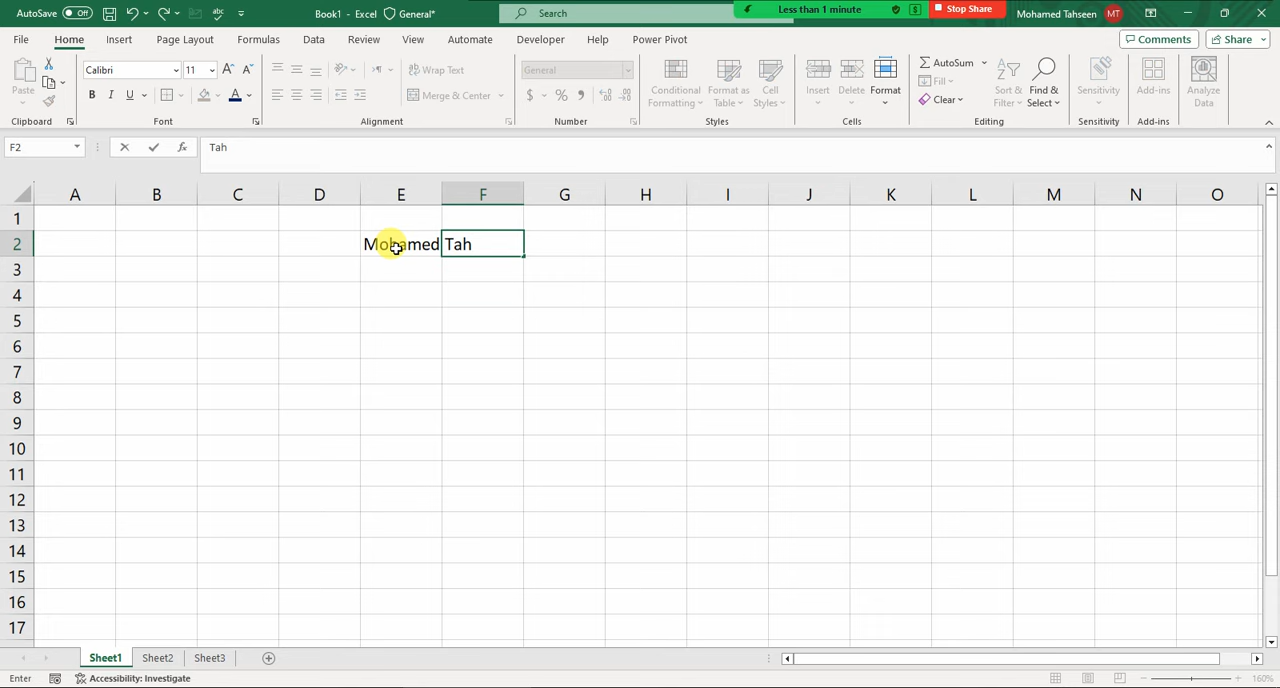 AutoSave Off Book1 - Excel General* Search Less than 1 minute $ Stop Share Mohamed Tahseen MT
File Home Insert Page Layout Formulas Data Review View Automate Developer Help Power Pivot Comments Share
Paste
Calibri 11
B I U A
Wrap Text
Merge & Center
General
$ %
Conditional Formatting
Format as Table
Cell Styles
Insert
Delete
Format
AutoSum
Fill
Clear
Sort & Filter
Find & Select
Sensitivity
Add-ins
Analyze Data
Clipboard Font Alignment Number Styles Cells Editing Sensitivity Add-ins
F2 fx Tah
A B C D E F G H I J K L M N O
1
2 Mohamed Tah
3
4
5
6
7
8
9
10
11
12
13
14
15
16
17
Sheet1 Sheet2 Sheet3
Enter Accessibility: Investigate 160%